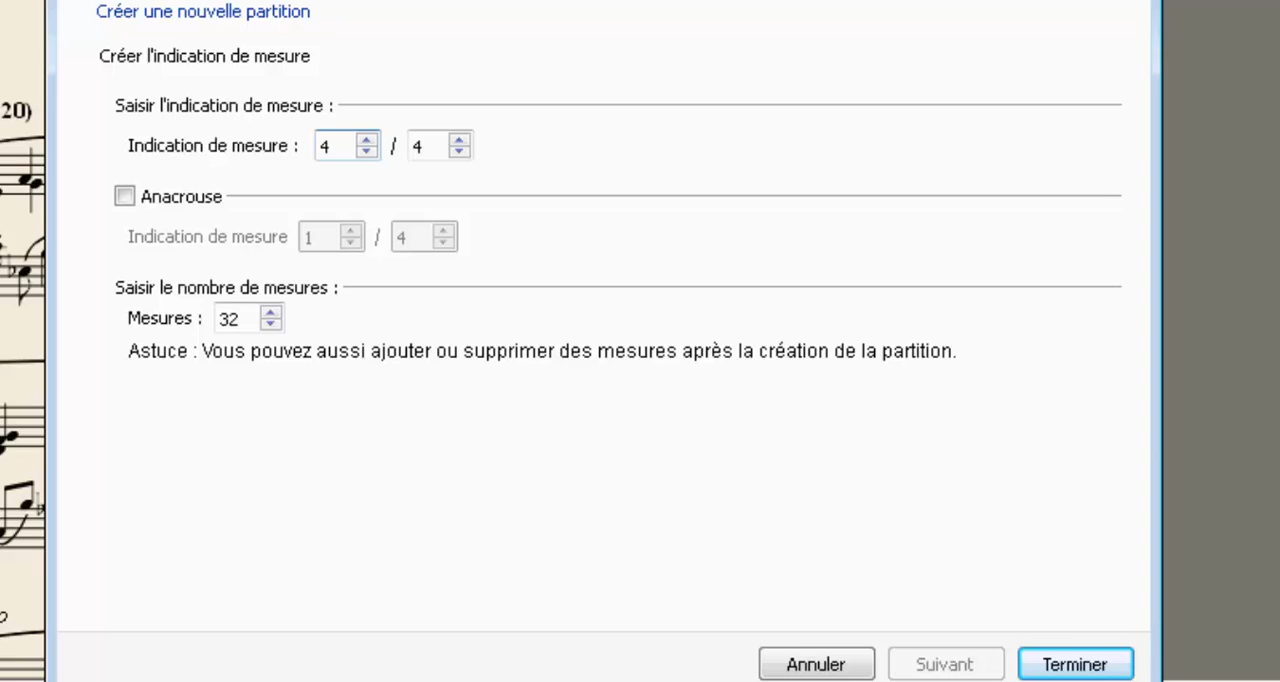 Créer une nouvelle partition
Créer l'indication de mesure
20)
Saisir l'indication de mesure :
Indication de mesure : 4 / 4
Anacrouse
Indication de mesure 1 / 4
Saisir le nombre de mesures :
Mesures : 32
Astuce : Vous pouvez aussi ajouter ou supprimer des mesures après la création de la partition.
Annuler Suivant Terminer